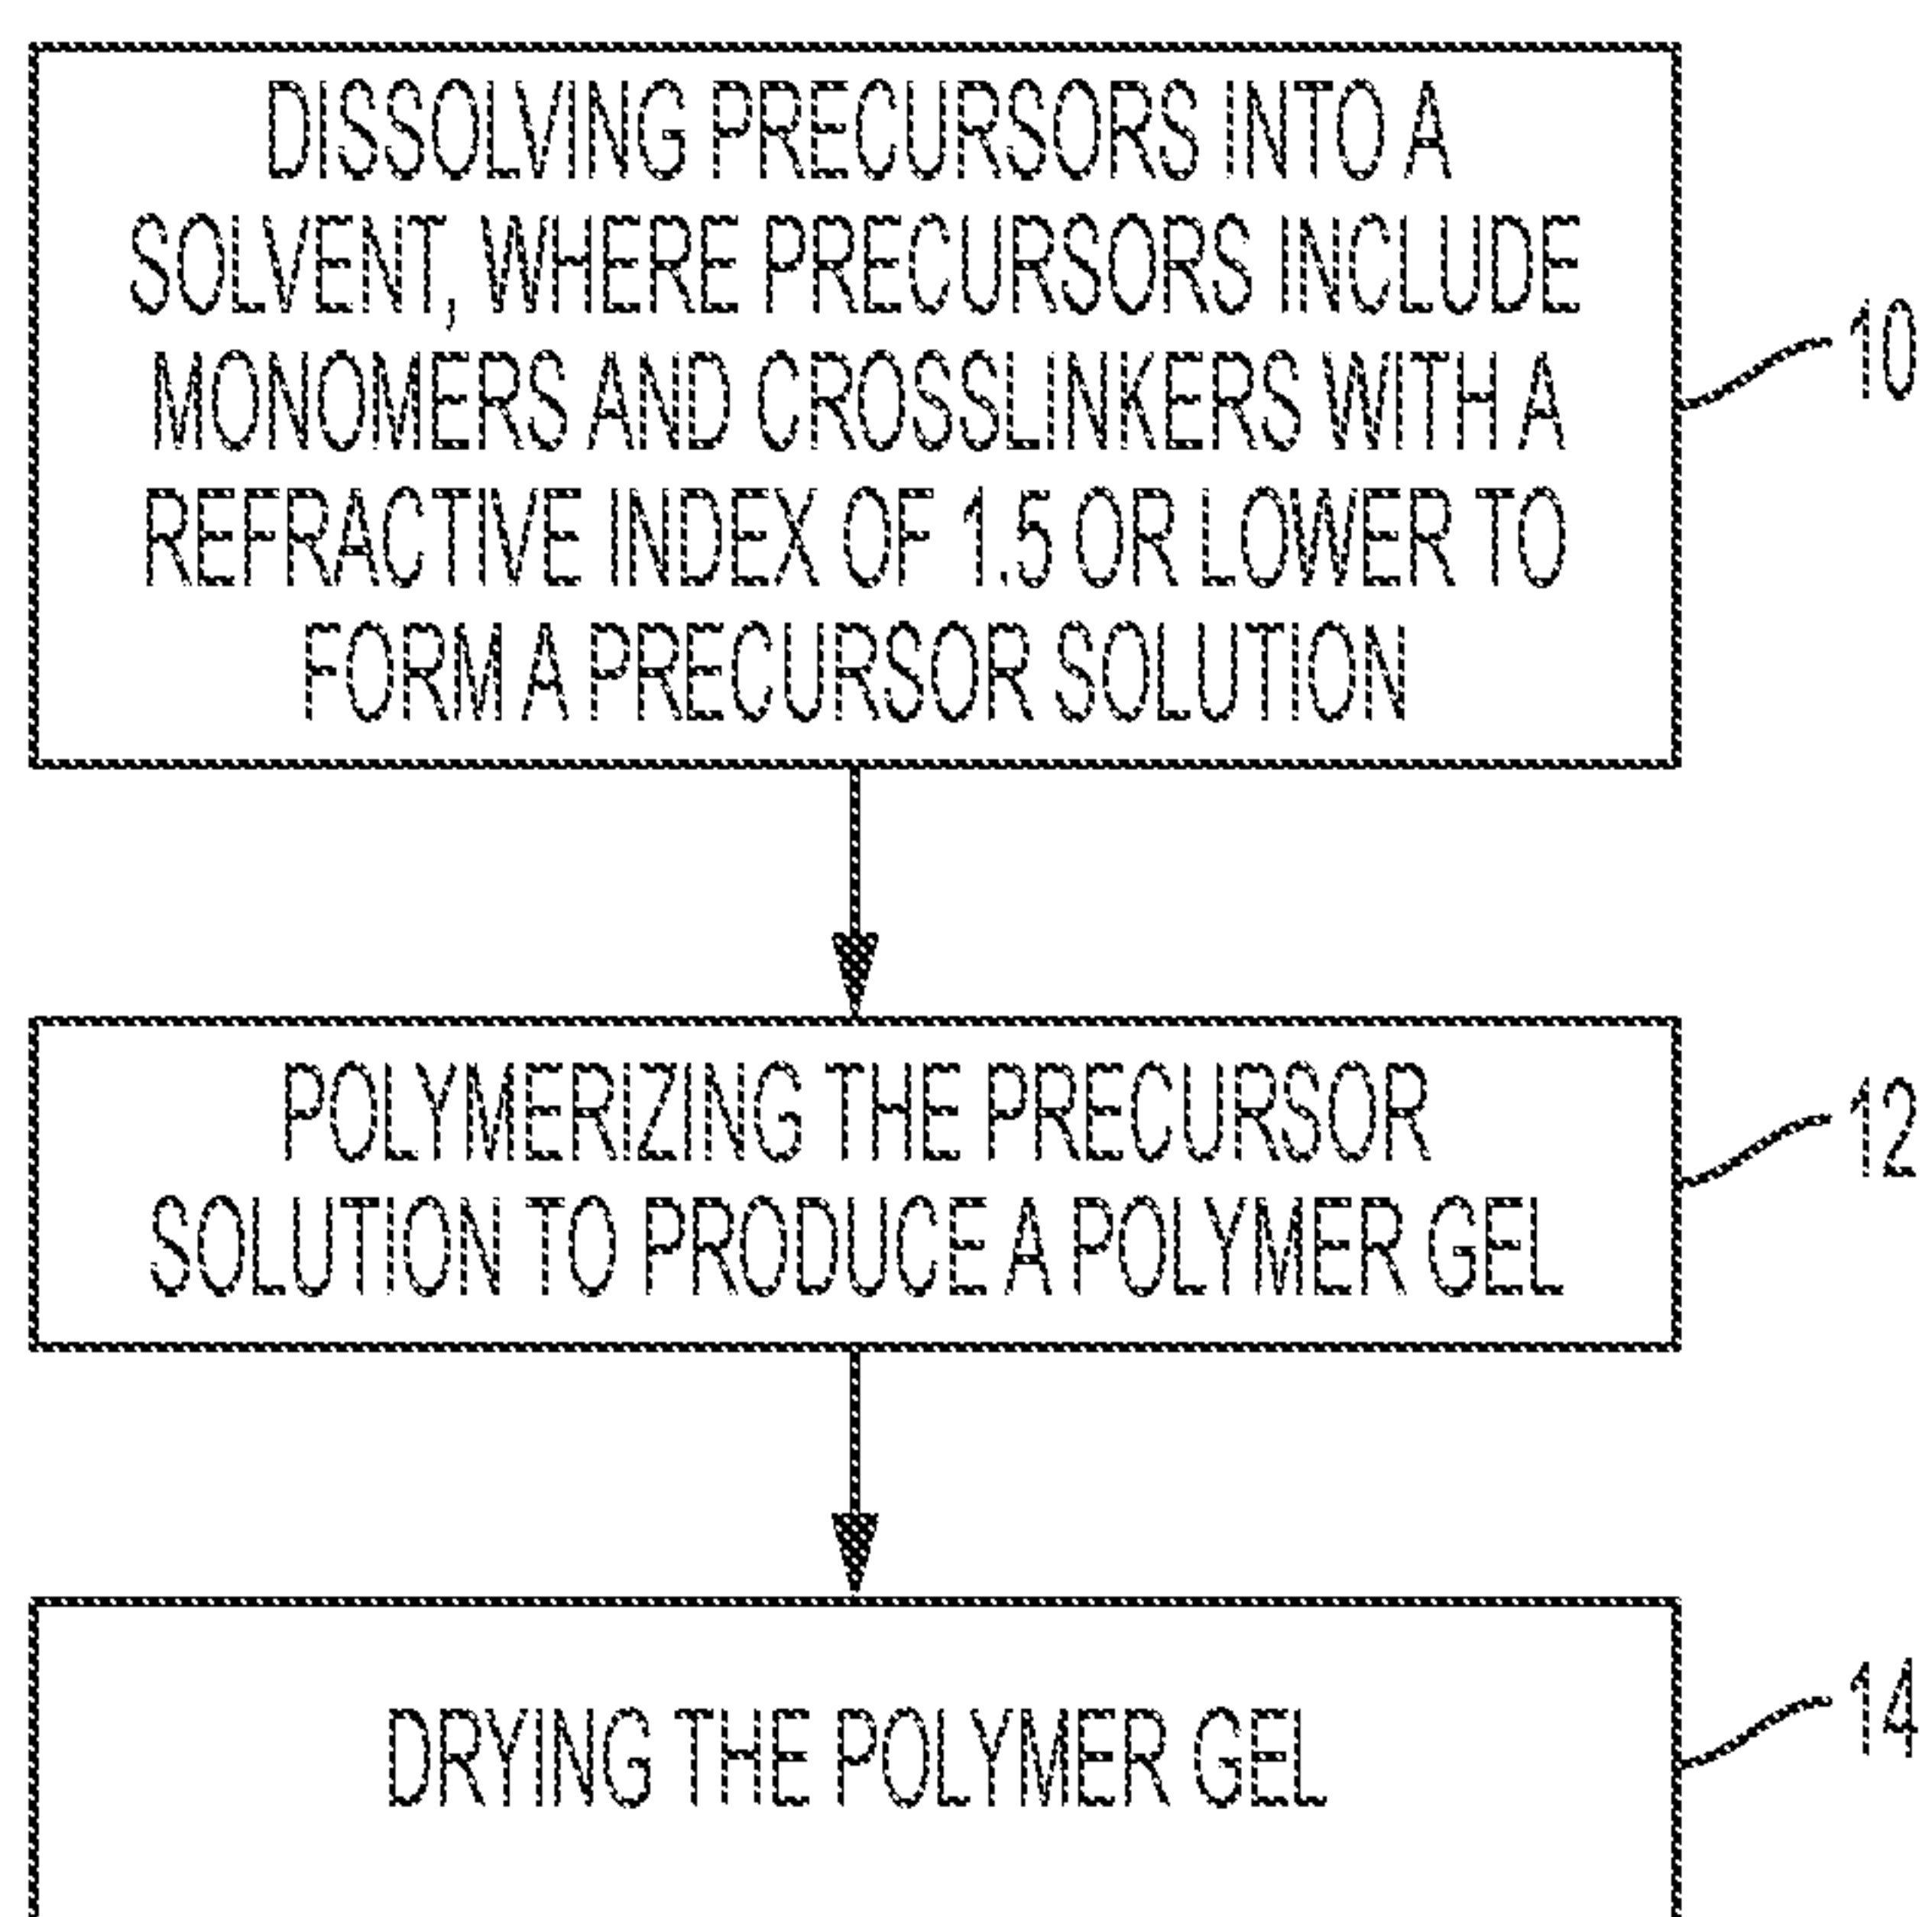 DISSOLVING PRECURSORS INTO A
SOLVENT, WHERE PRECURSORS INCLUDE
MONOMERS AND CROSSLINKERS WITH A
REFRACTIVE INDEX OF 1.5 OR LOWER TO
FORM A PRECURSOR SOLUTION
10
POLYMERIZING THE PRECURSOR
SOLUTION TO PRODUCE A POLYMER GEL
12
DRYING THE POLYMER GEL
14